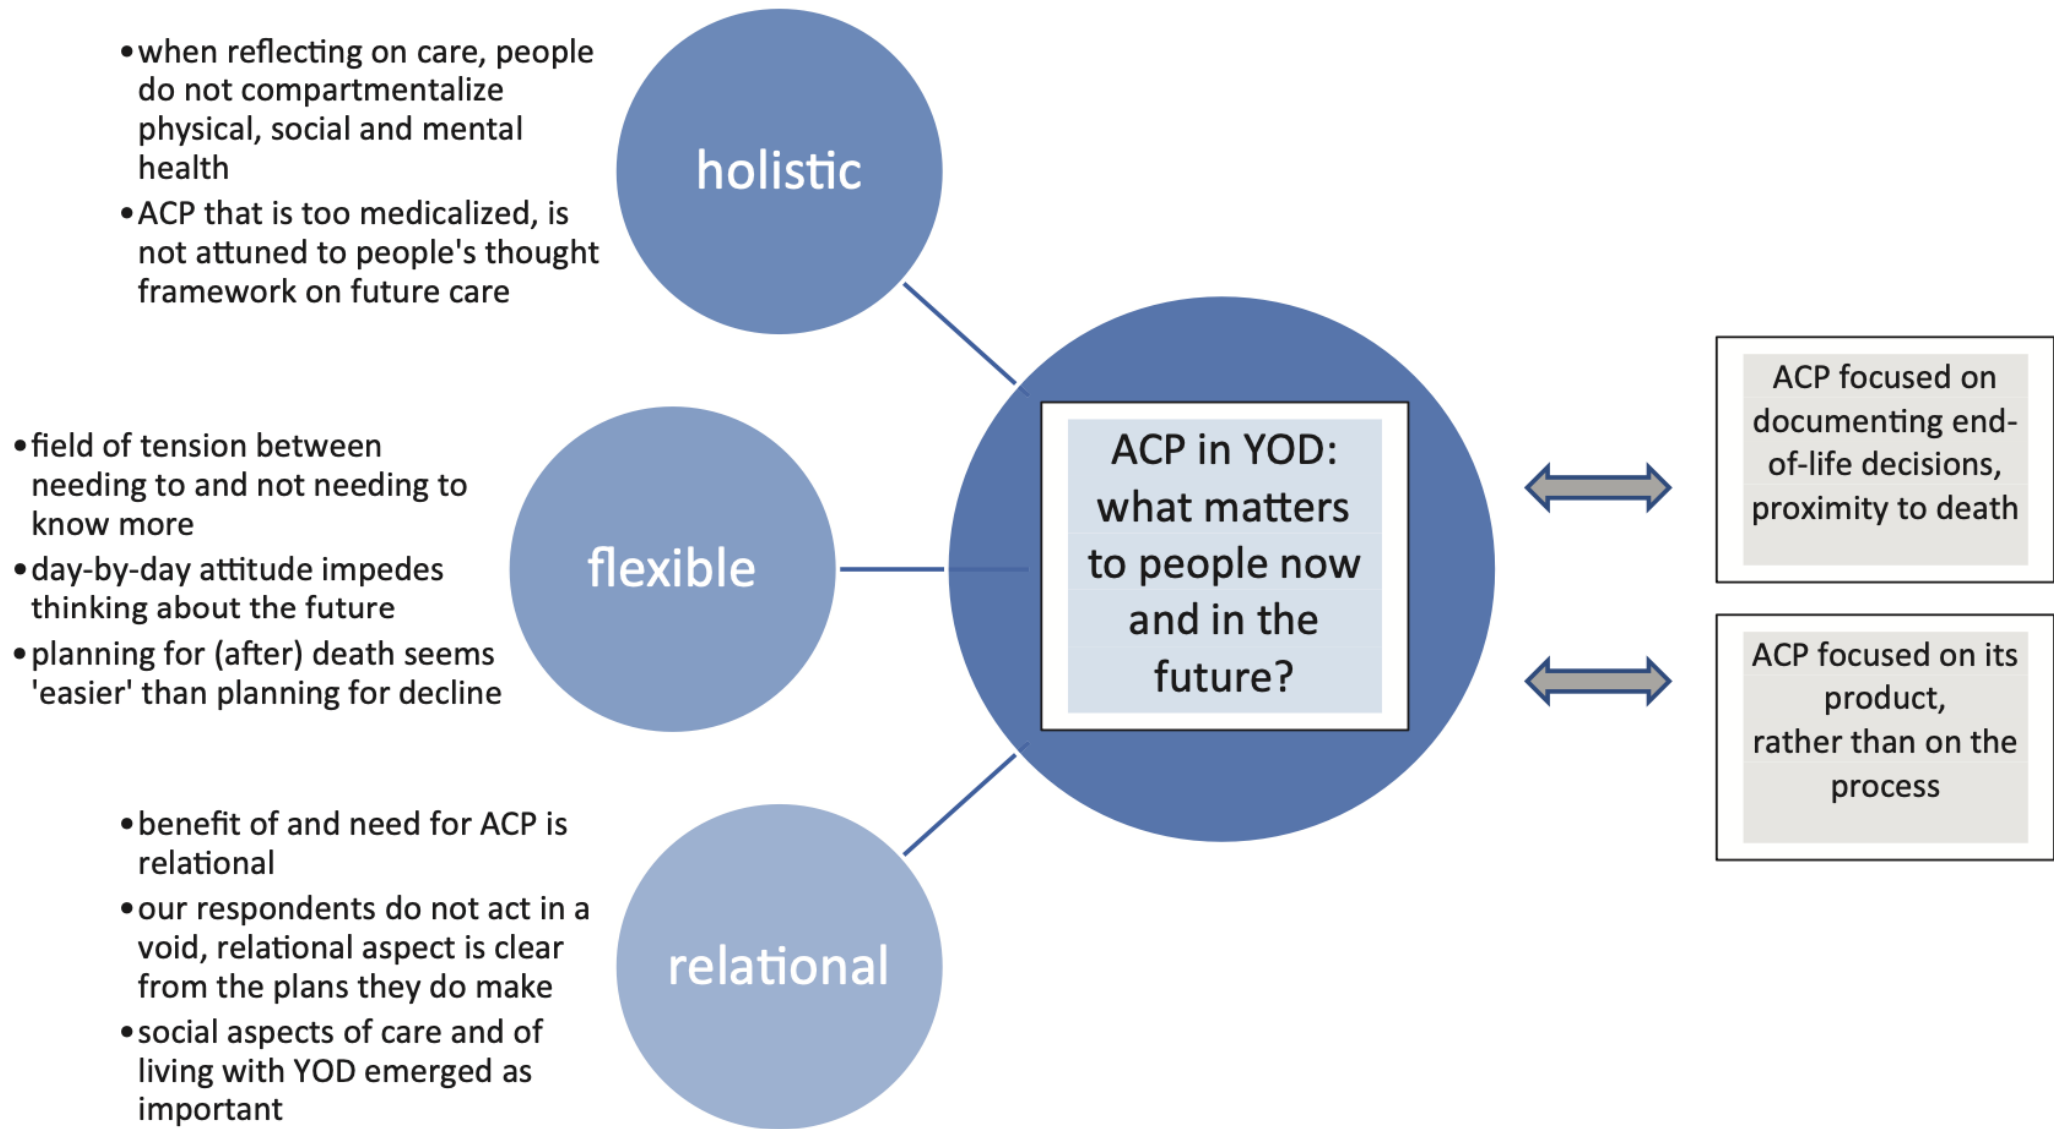 •when reflecting on care, people
do not compartmentalize
physical, social and mental
health
•ACP that is too medicalized, is
not attuned to people's thought
framework on future care
holistic
•field of tension between
needing to and not needing to
know more
•day-by-day attitude impedes
thinking about the future
•planning for (after) death seems
'easier' than planning for decline
flexible
•benefit of and need for ACP is
relational
•our respondents do not act in a
void, relational aspect is clear
from the plans they do make
•social aspects of care and of
living with YOD emerged as
important
relational
ACP in YOD:
what matters
to people now
and in the
future?
ACP focused on
documenting end-
of-life decisions,
proximity to death
ACP focused on its
product,
rather than on the
process